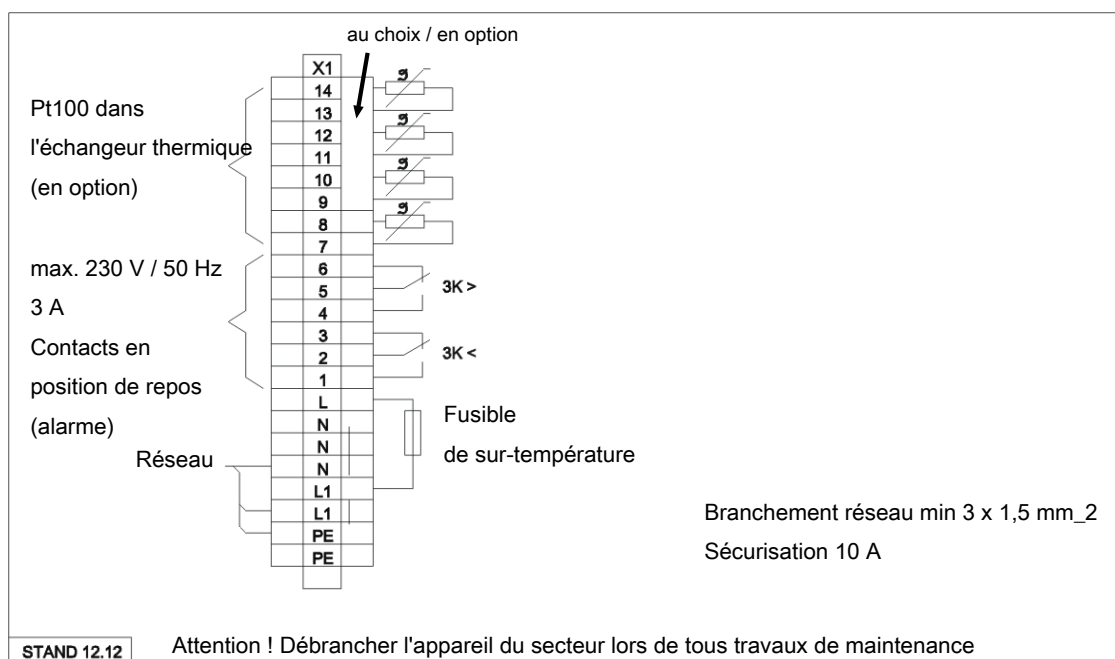 au choix / en option
X1
14
13
12
11
10
9
8
7
6
5
4
3
2
1
L
N
N
N
L1
L1
PE
PE
Pt100 dans
l'échangeur thermique
(en option)
max. 230 V / 50 Hz
3 A
Contacts en
position de repos
(alarme)
Réseau
ϑ
ϑ
ϑ
ϑ
3K >
3K <
Fusible
de sur-température
Branchement réseau min 3 x 1,5 mm_2
Sécurisation 10 A
STAND 12.12
Attention ! Débrancher l'appareil du secteur lors de tous travaux de maintenance